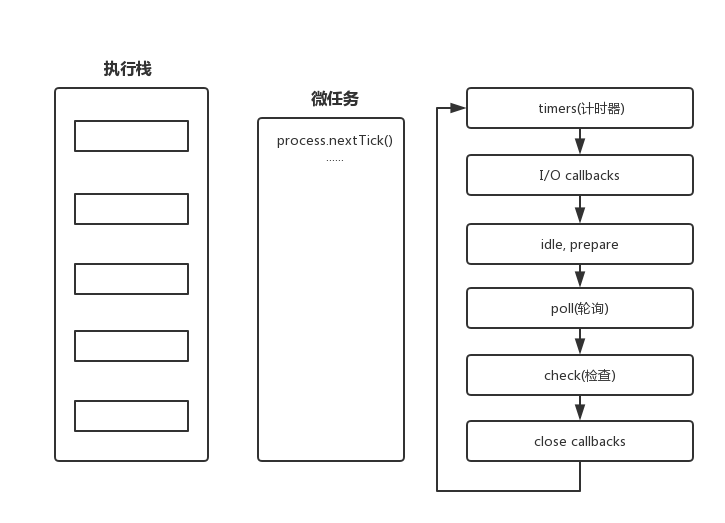 执行栈
微任务
process.nextTick()
......
timers(计时器)
I/O callbacks
idle, prepare
poll(轮询)
check(检查)
close callbacks